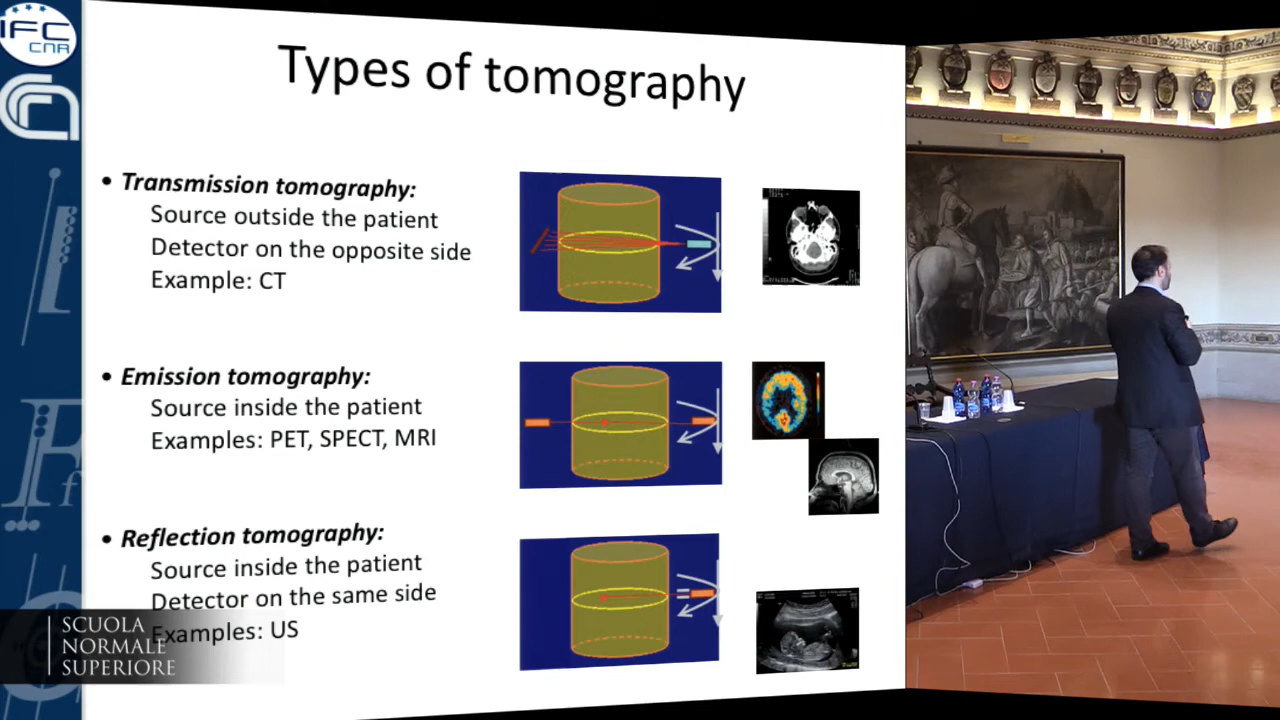 IFC
CNR
Types of tomography
• Transmission tomography:
Source outside the patient
Detector on the opposite side
Example: CT
• Emission tomography:
Source inside the patient
Examples: PET, SPECT, MRI
• Reflection tomography:
Source inside the patient
Detector on the same side
Examples: US
SCUOLA
NORMALE
SUPERIORE